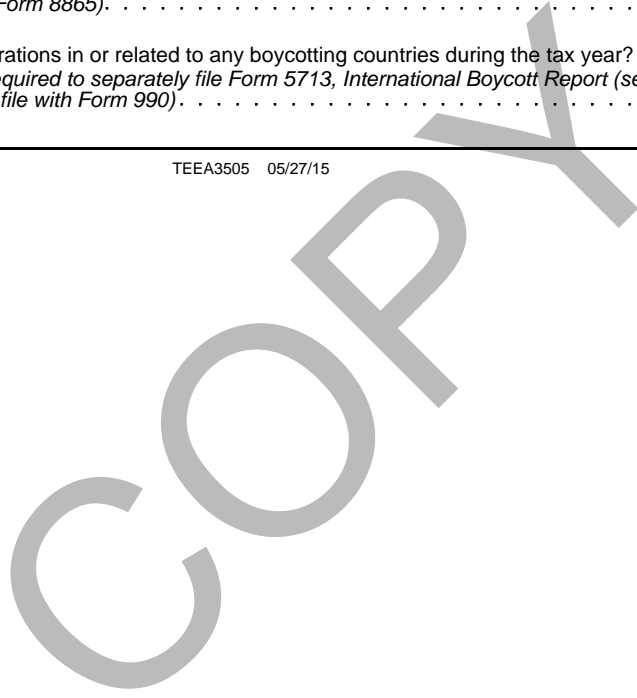 Form 8865). . . . . . . . . . . . . . . . . . . . . . . . . . . . . . . .
rations in or related to any boycotting countries during the tax year?
equired to separately file Form 5713, International Boycott Report (se
file with Form 990). . . . . . . . . . . . . . . . . . . . . . . . . . .
TEEA3505 05/27/15
COPY